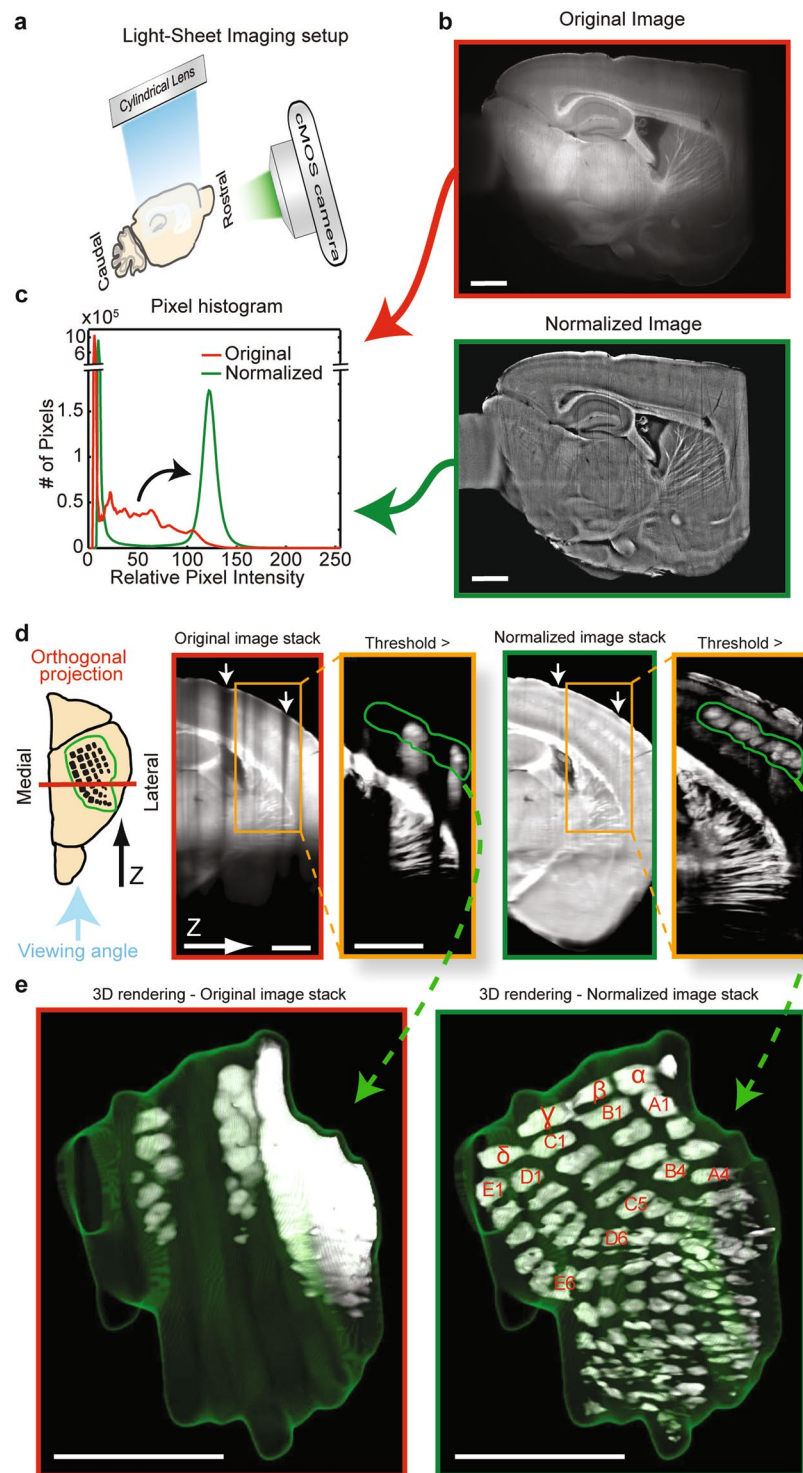 a
Light-Sheet Imaging setup
Cylindrical Lens
Rostral
Caudal
cMOS camera
b
Original Image
Normalized Image
c
Pixel histogram
x10⁵
10
6
1.5
1
0.5
0
# of Pixels
Original
Normalized
0 50 100 150 200 250
Relative Pixel Intensity
d
Orthogonal
projection
Medial
Lateral
Z
Viewing angle
Original image stack
Threshold >
Normalized image stack
Threshold >
Z
e
3D rendering - Original image stack
3D rendering - Normalized image stack
α
β
A1
B1
γ
C1
δ
B4
A4
D1
E1
C5
D6
E6